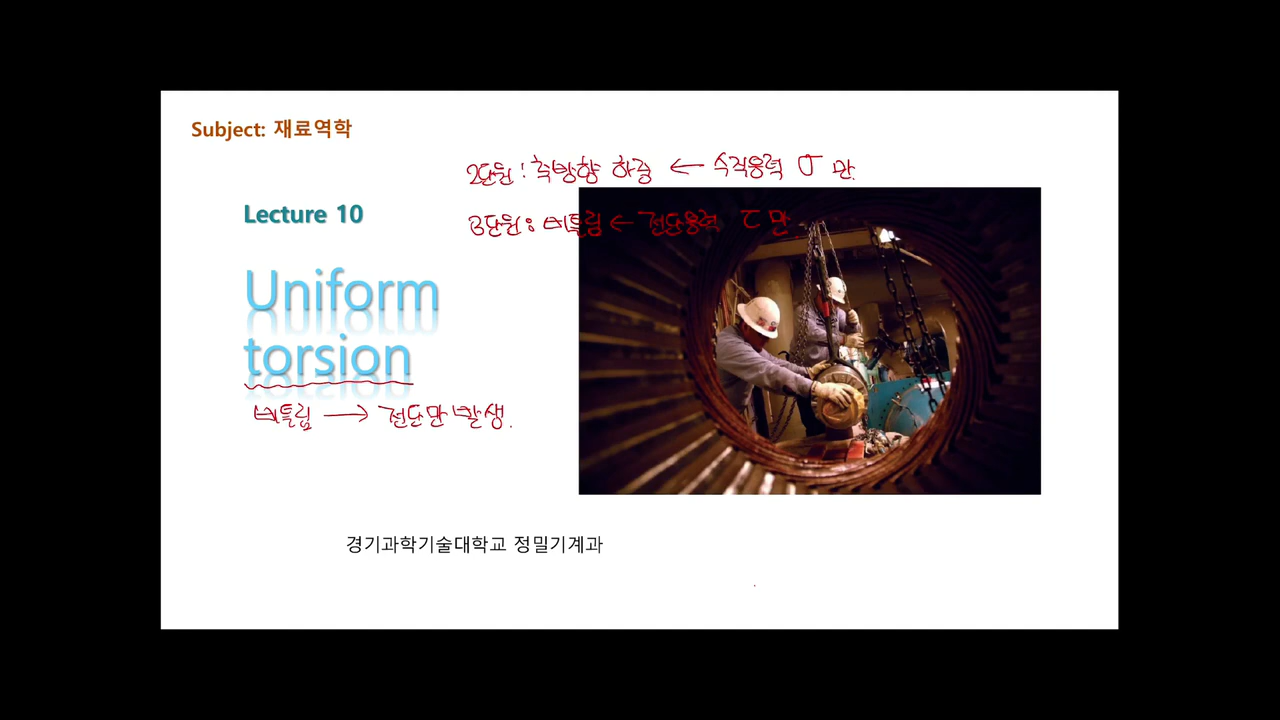 Subject: 재료역학
2단원: 축방향 하중 ← 수직응력 σ 만.
Lecture 10
3단원: 비틀림 ← 전단응력 τ 만.
Uniform
torsion
비틀림 → 전단만 발생.
경기과학기술대학교 정밀기계과